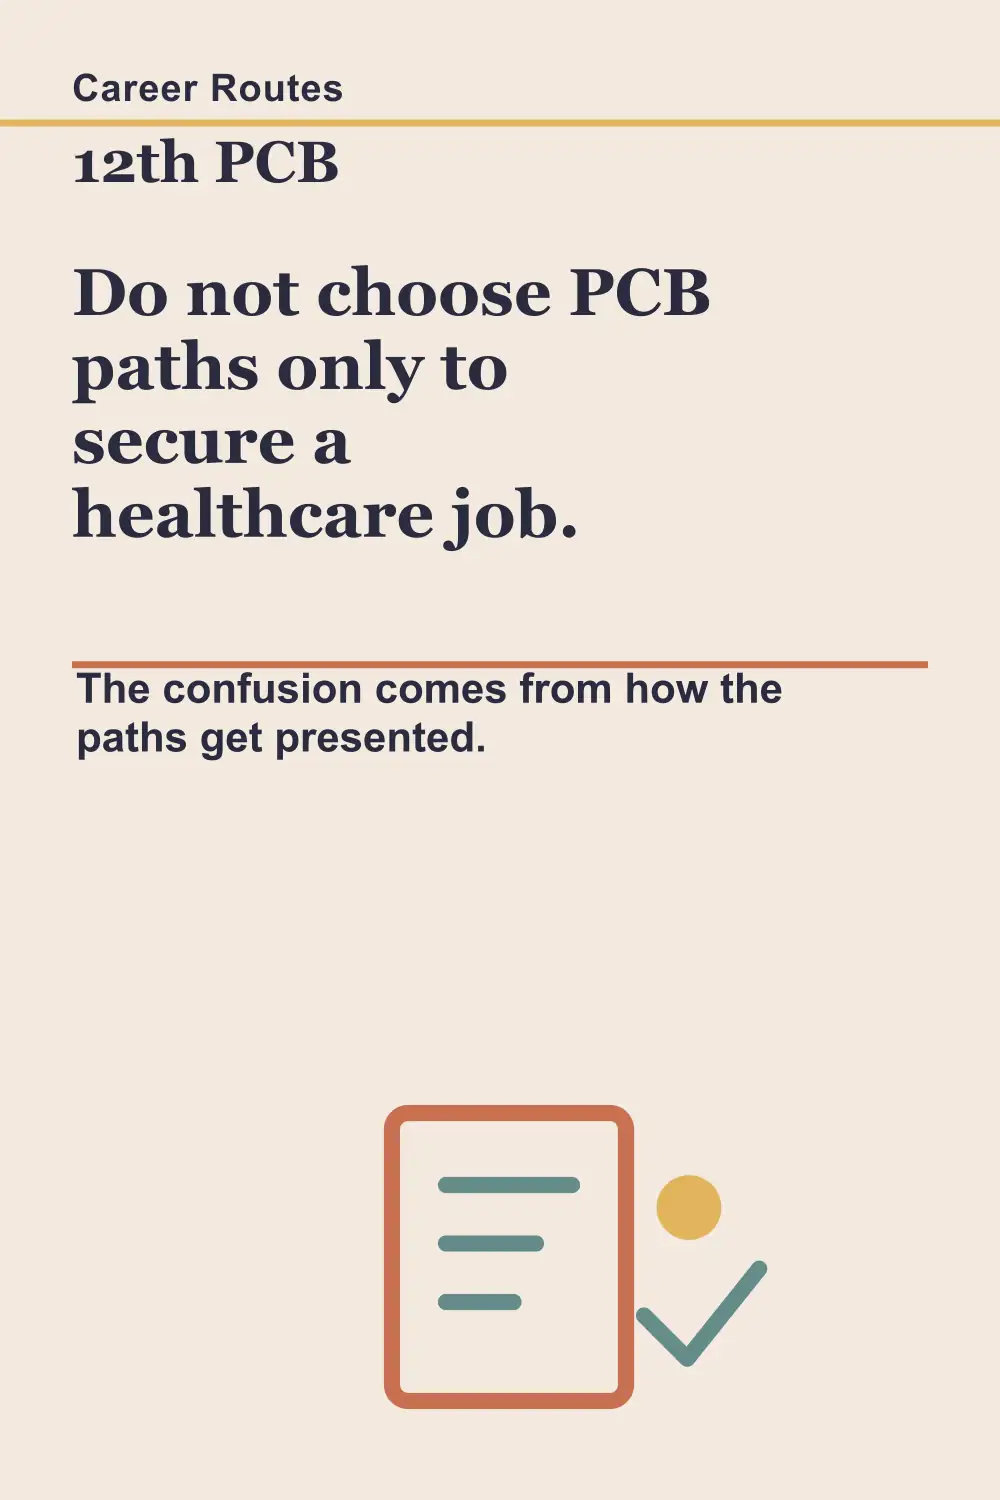 Career Routes
12th PCB
Do not choose PCB
paths only to
secure a
healthcare job.
The confusion comes from how the
paths get presented.